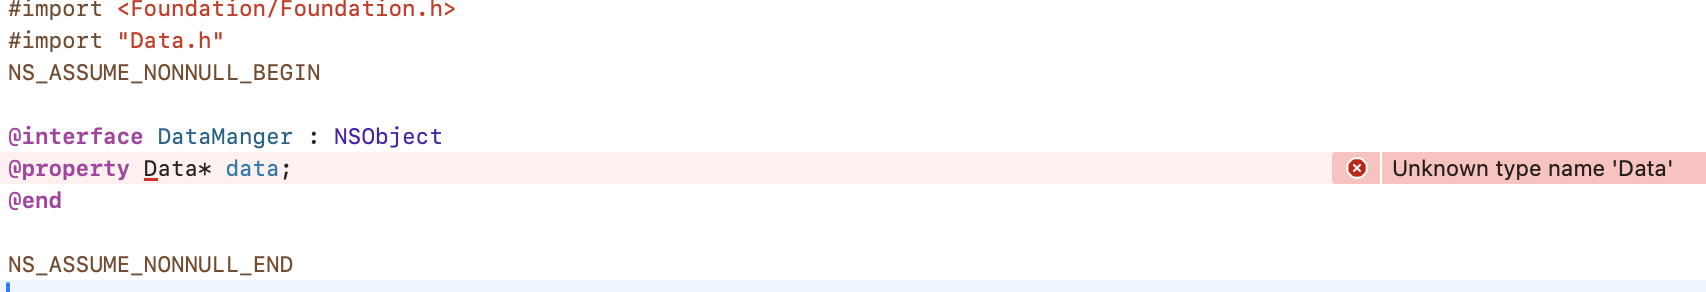 #import <Foundation/Foundation.h>
#import "Data.h"
NS_ASSUME_NONNULL_BEGIN
@interface DataManger : NSObject
@property Data* data;
Unknown type name 'Data'
@end
NS_ASSUME_NONNULL_END